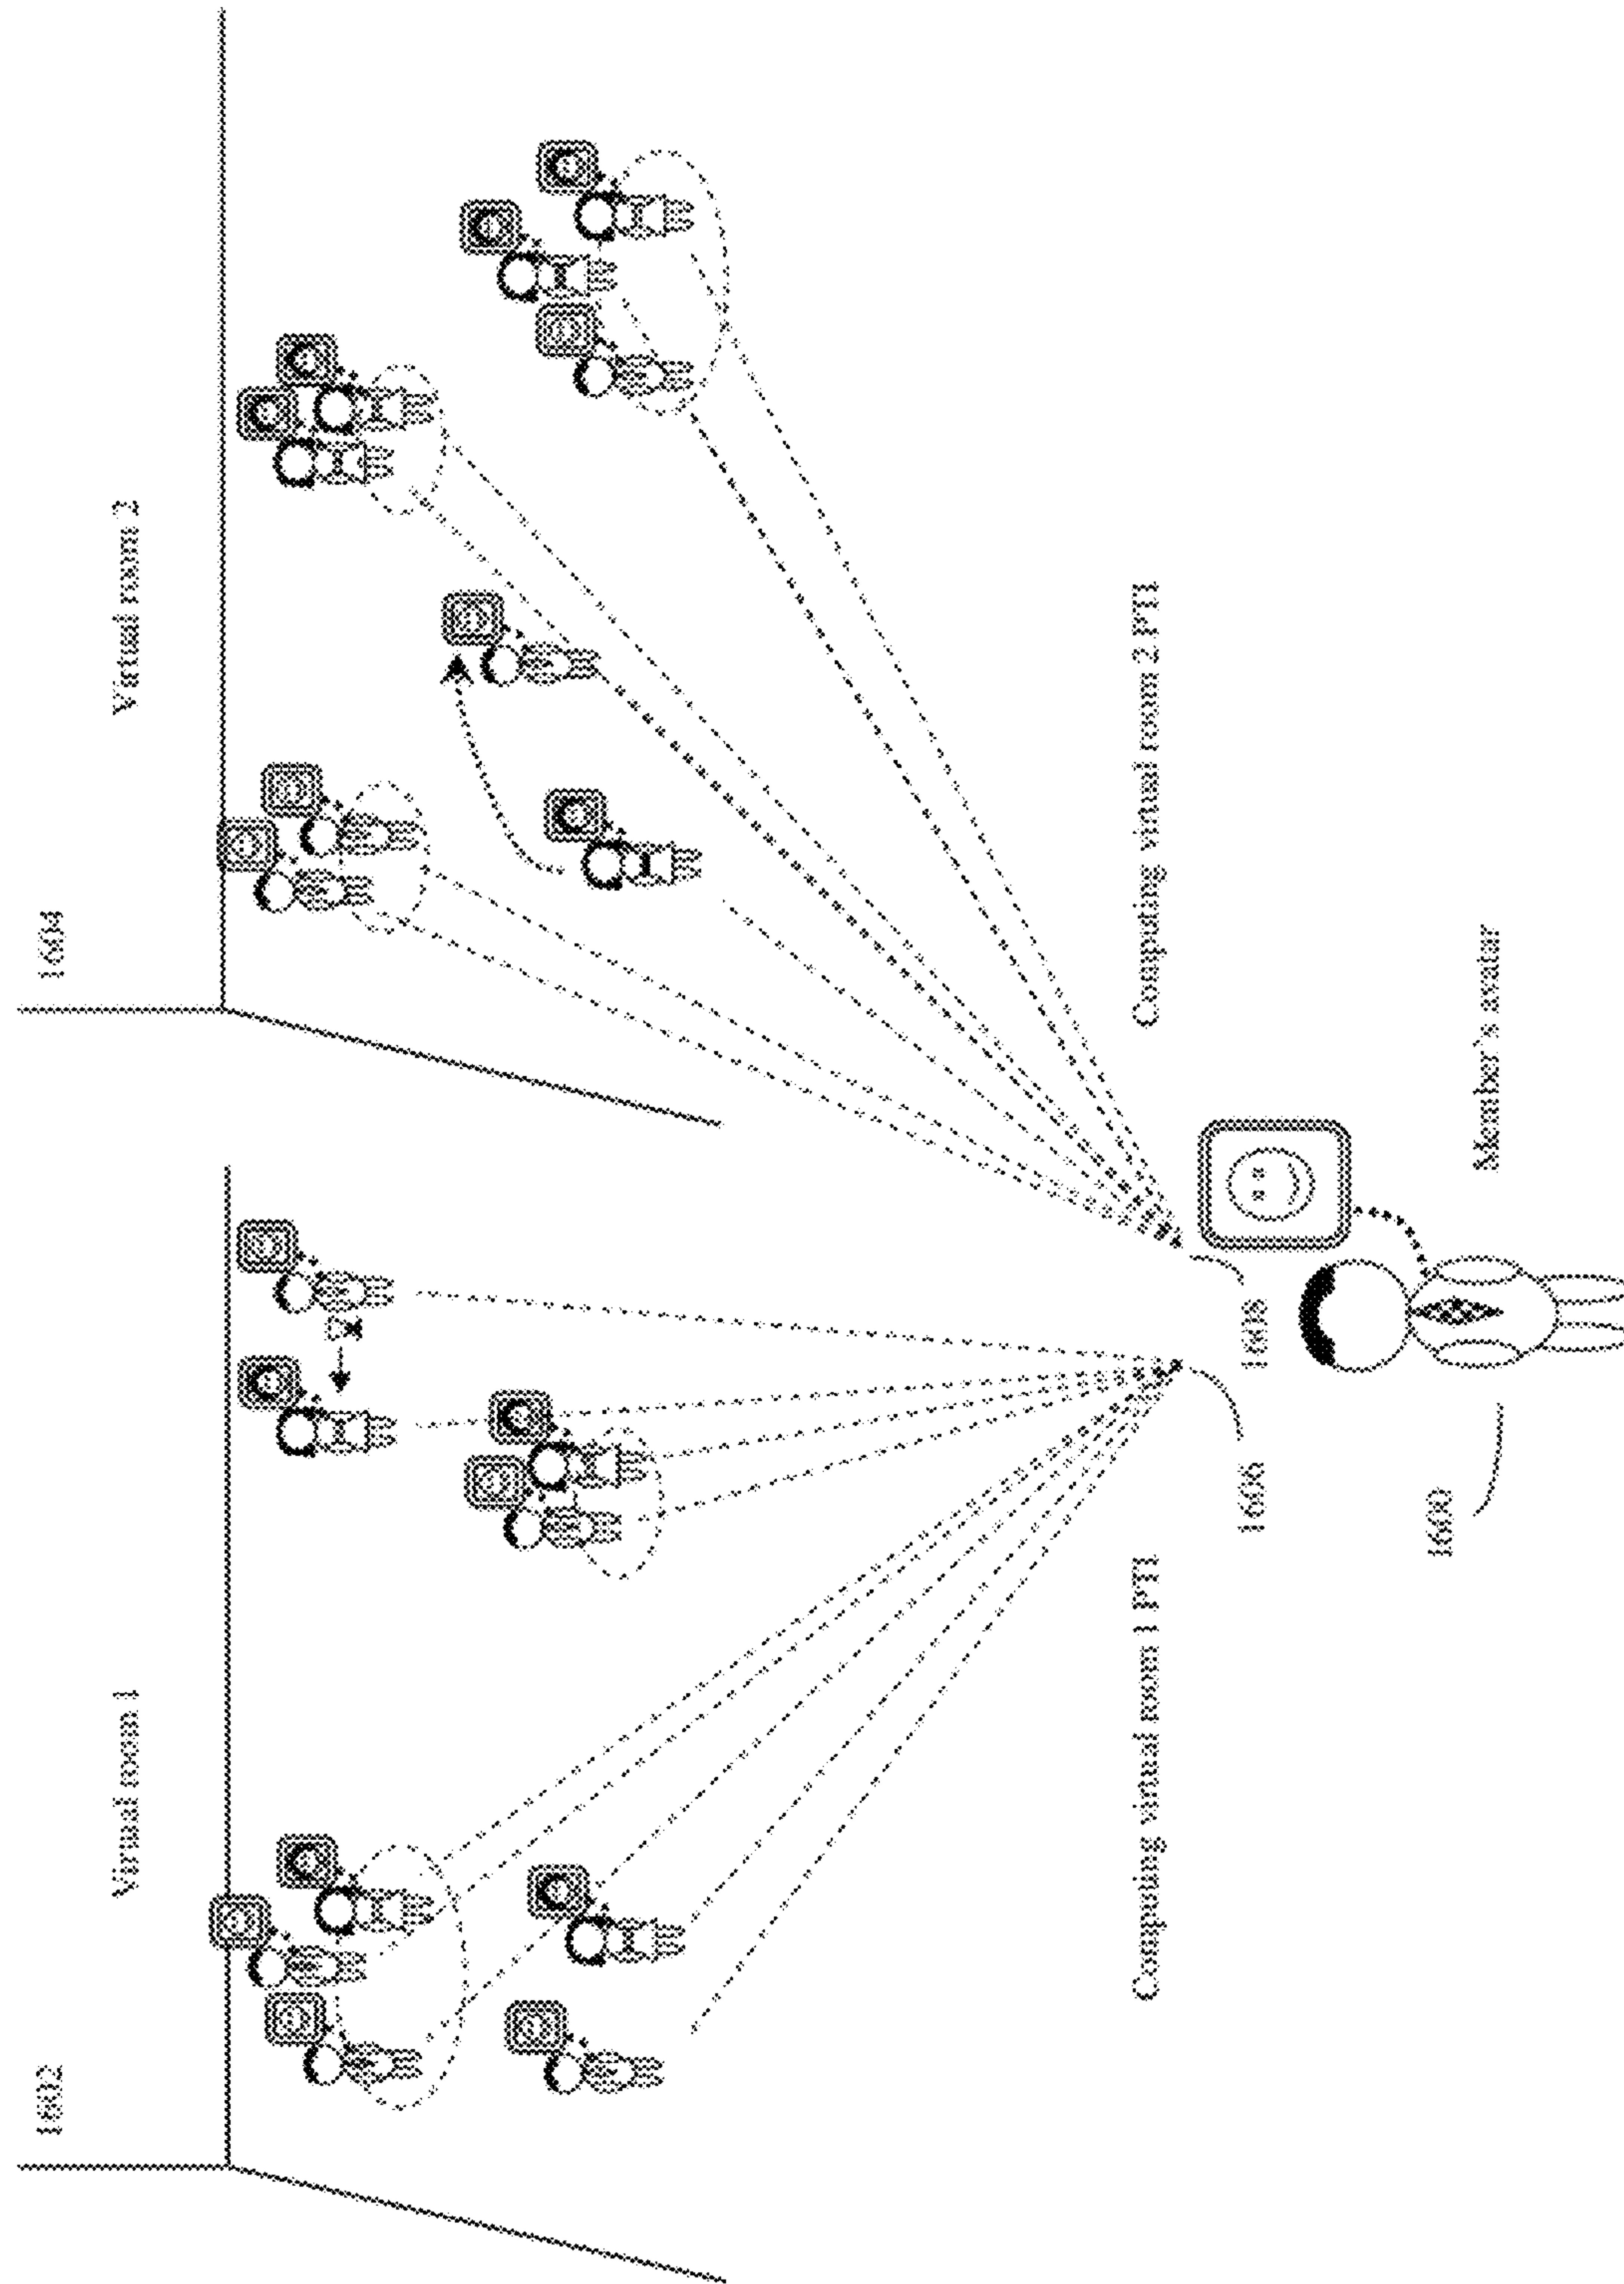 1602
1604
Virtual room 1
Virtual room 2
Computing virtual room 1 PTI
Computing virtual room 2 PTI
1606
1608
1600
Member's avatar